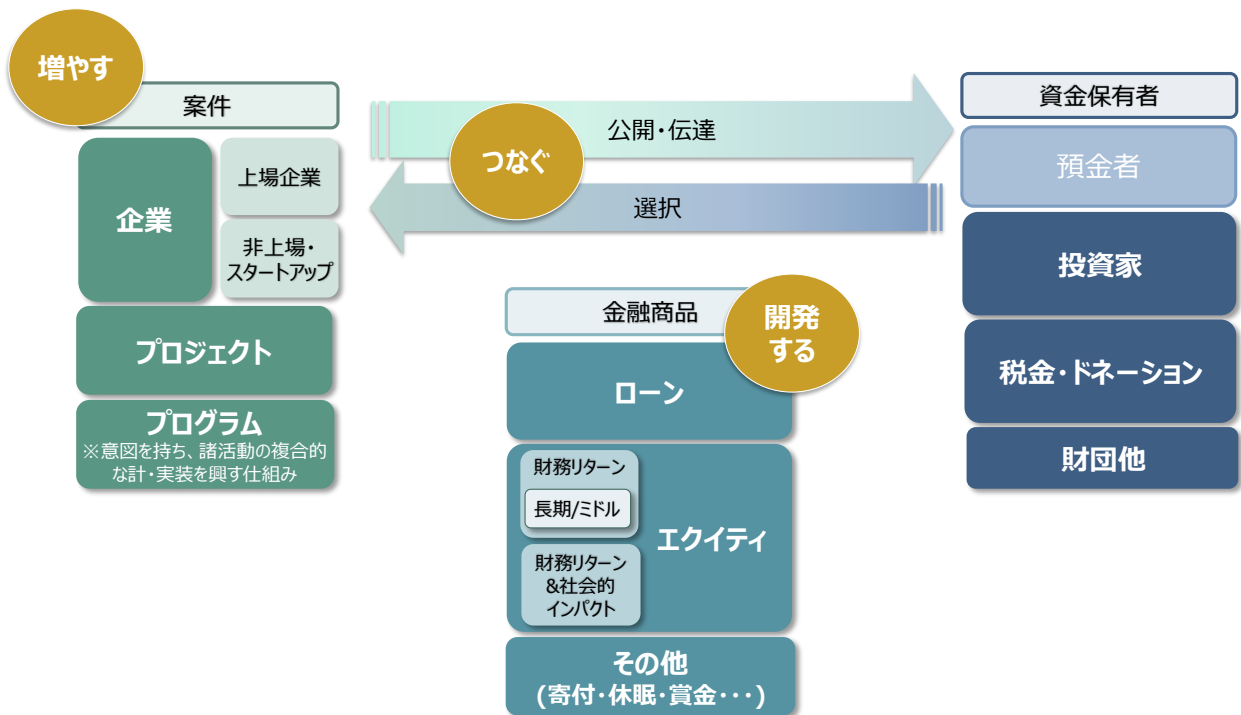 増やす
案件
企業
上場企業
非上場・
スタートアップ
プロジェクト
プログラム
※意図を持ち、諸活動の複合的
な計・実装を興す仕組み
公開・伝達
つなぐ
選択
金融商品
開発
する
ローン
財務リターン
長期/ミドル
エクイティ
財務リターン
&社会的
インパクト
その他
(寄付・休眠・賞金・・・)
資金保有者
預金者
投資家
税金・ドネーション
財団他